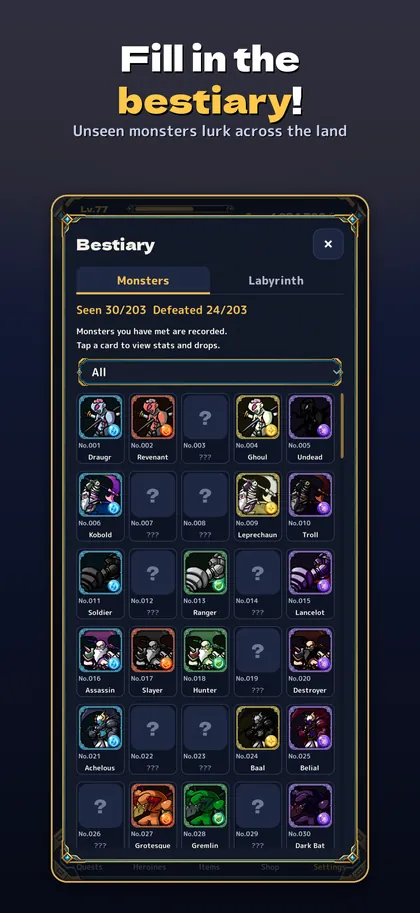 Fill in the
bestiary!
Unseen monsters lurk across the land
Lv.77
Bestiary
×
Monsters
Labyrinth
Seen 30/203 Defeated 24/203
Monsters you have met are recorded.
Tap a card to view stats and drops.
All
? 
No.001 No.002 No.003 No.004 No.005
Draugr Revenant ??? Ghoul Undead
? ?
No.006 No.007 No.008 No.009 No.010
Kobold ??? ??? Leprechaun Troll
? ?
No.011 No.012 No.013 No.014 No.015
Soldier ??? Ranger ??? Lancelot
?
No.016 No.017 No.018 No.019 No.020
Assassin Slayer Hunter ??? Destroyer
? ?
No.021 No.022 No.023 No.024 No.025
Achelous ??? ??? Baal Belial
? ?
No.026 No.027 No.028 No.029 No.030
??? Grotesque Gremlin ??? Dark Bat
Quests Heroines Items Shop Settings